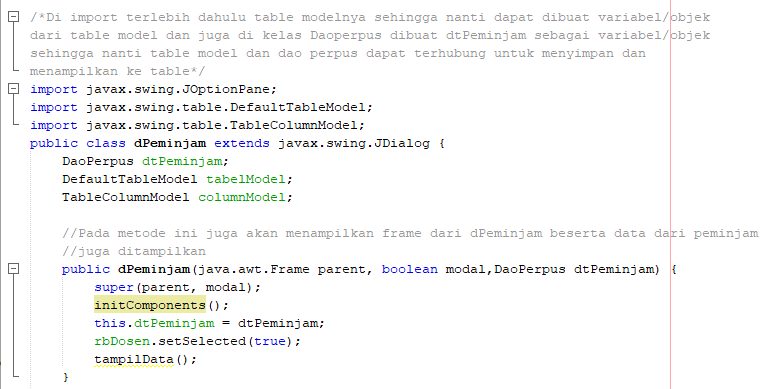 /*Di import terlebih dahulu table modelnya sehingga nanti dapat dibuat variabel/objek
dari table model dan juga di kelas Daoperpus dibuat dtPeminjam sebagai variabel/objek
sehingga nanti table model dan dao perpus dapat terhubung untuk menyimpan dan
menampilkan ke table*/
import javax.swing.JOptionPane;
import javax.swing.table.DefaultTableModel;
import javax.swing.table.TableColumnModel;
public class dPeminjam extends javax.swing.JDialog {
    DaoPerpus dtPeminjam;
    DefaultTableModel tabelModel;
    TableColumnModel columnModel;

    //Pada metode ini juga akan menampilkan frame dari dPeminjam beserta data dari peminjam
    //juga ditampilkan
    public dPeminjam(java.awt.Frame parent, boolean modal,DaoPerpus dtPeminjam) {
        super(parent, modal);
        initComponents();
        this.dtPeminjam = dtPeminjam;
        rbDosen.setSelected(true);
        tampilData();
    }